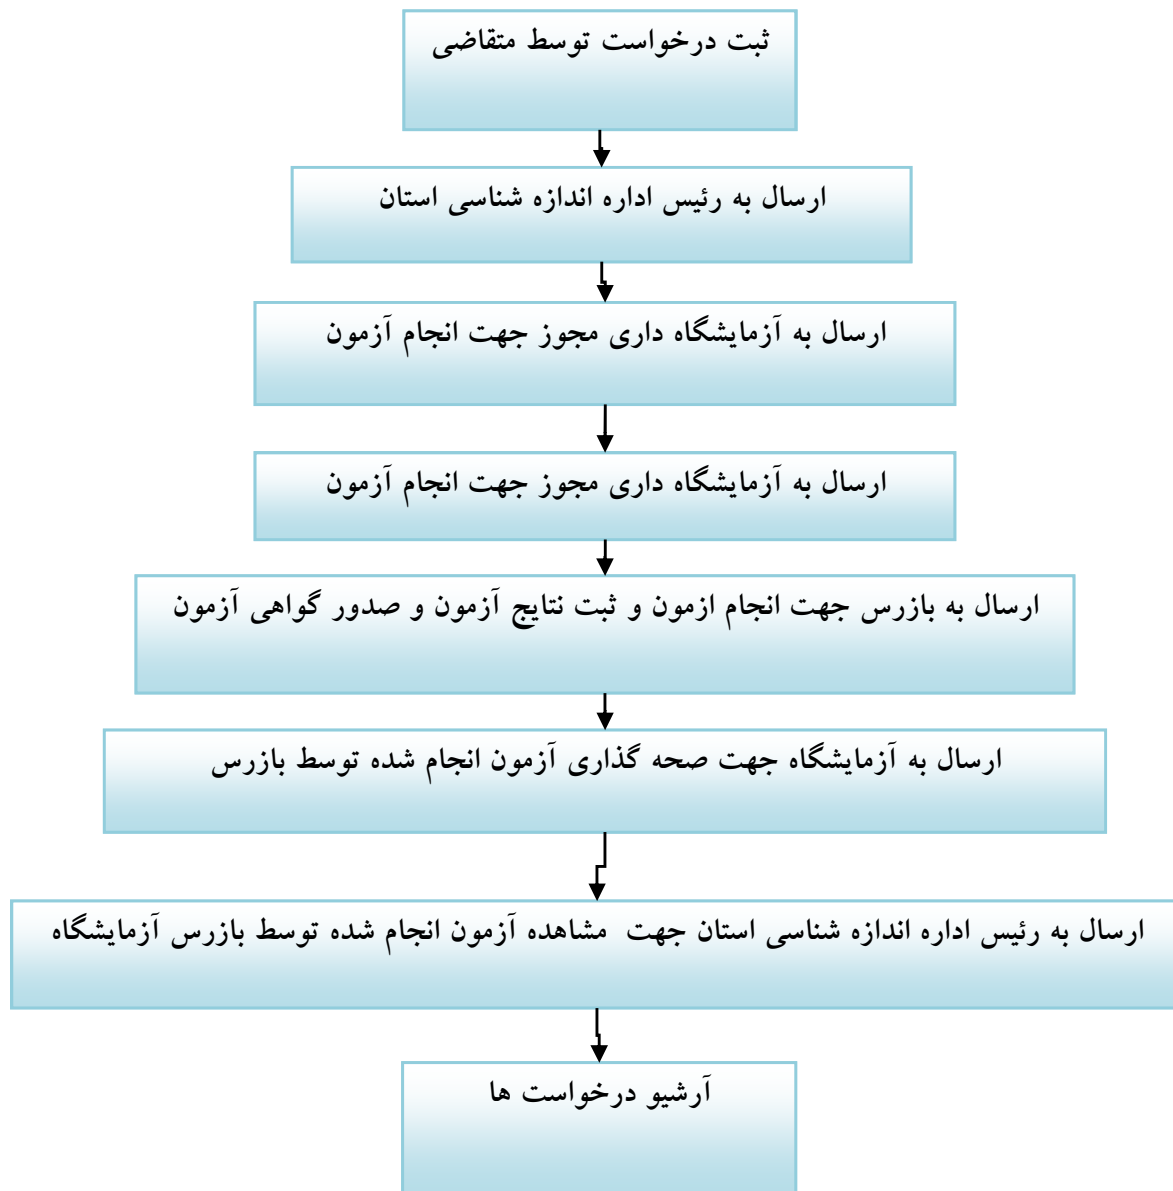 ثبت درخواست توسط متقاضی
ارسال به رئیس اداره اندازه شناسی استان
ارسال به آزمایشگاه داری مجوز جهت انجام آزمون
ارسال به آزمایشگاه داری مجوز جهت انجام آزمون
ارسال به بازرس جهت انجام ازمون و ثبت نتایج آزمون و صدور گواهی آزمون
ارسال به آزمایشگاه جهت صحه گذاری آزمون انجام شده توسط بازرس
ارسال به رئیس اداره اندازه شناسی استان جهت مشاهده آزمون انجام شده توسط بازرس آزمایشگاه
آرشیو درخواست ها